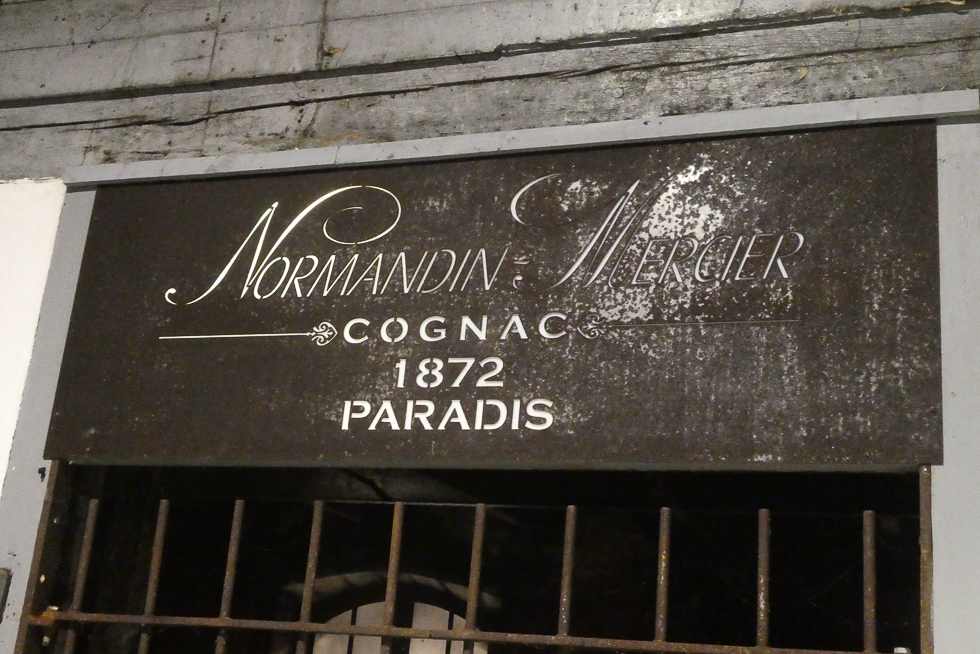 NORMANDIN - MERCIER
COGNAC
1872
PARADIS